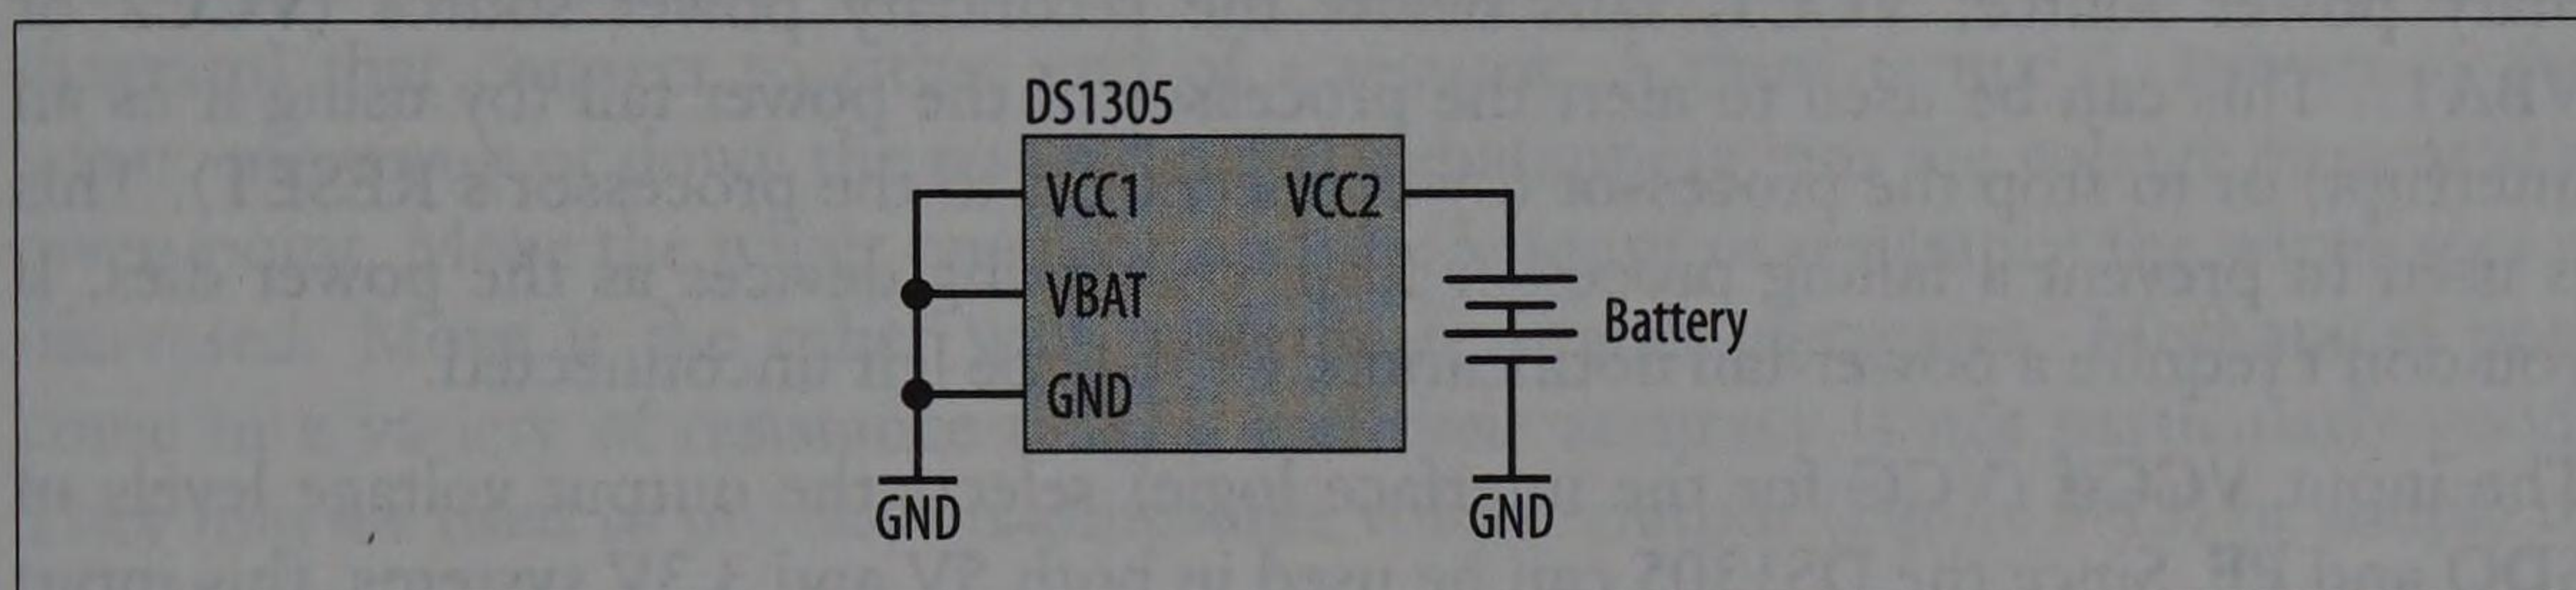 DS1305
VCC1 VCC2
VBAT
Battery
GND
GND GND